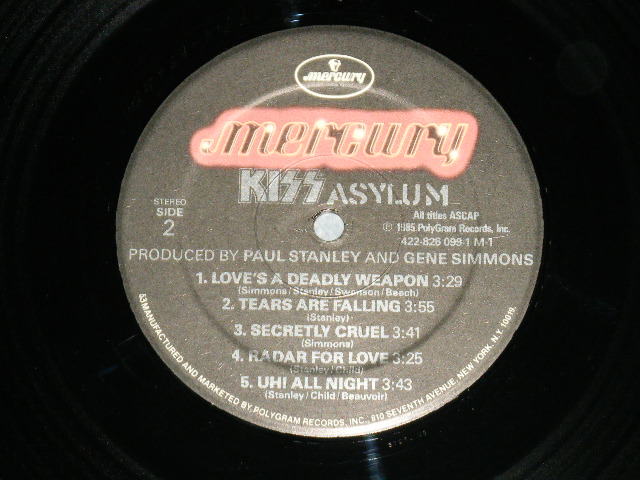 mercury
mercury
KISS ASYLUM
All titles ASCAP
STEREO
SIDE
2
℗ 1985 PolyGram Records, Inc.
422-826 099-1 M-1
PRODUCED BY PAUL STANLEY AND GENE SIMMONS
1. LOVE'S A DEADLY WEAPON 3:29
(Simmons/Stanley/Swenson/Beech)
2. TEARS ARE FALLING 3:55
(Stanley)
3. SECRETLY CRUEL 3:41
(Simmons)
4. RADAR FOR LOVE 3:25
(Stanley/Child)
5. UH! ALL NIGHT 3:43
(Stanley/Child/Beauvoir)
53 MANUFACTURED AND MARKETED BY POLYGRAM RECORDS, INC., 810 SEVENTH AVENUE, NEW YORK, N.Y. 10019.